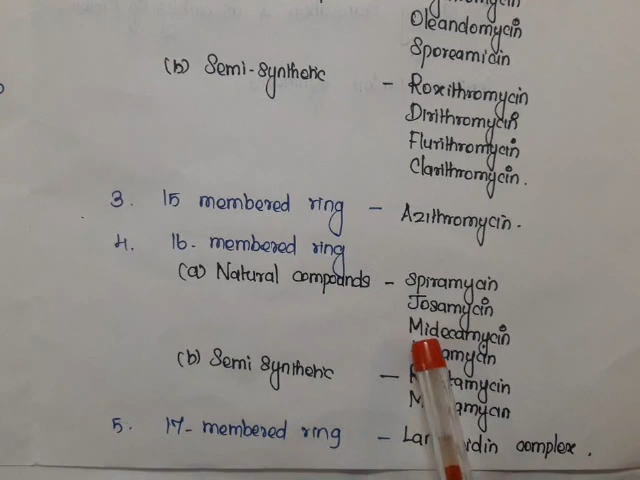 Oleandomycin
Sporeamicin
(b) Semi-synthetic - Roxithromycin
Dirithromycin
Flurithromycin
Clarithromycin.
3. 15 membered ring - Azithromycin.
4. 16-membered ring
(a) Natural compounds - Spiramycin
Josamycin
Midecamycin
(b) Semi synthetic -
5. 17-membered ring - complex.